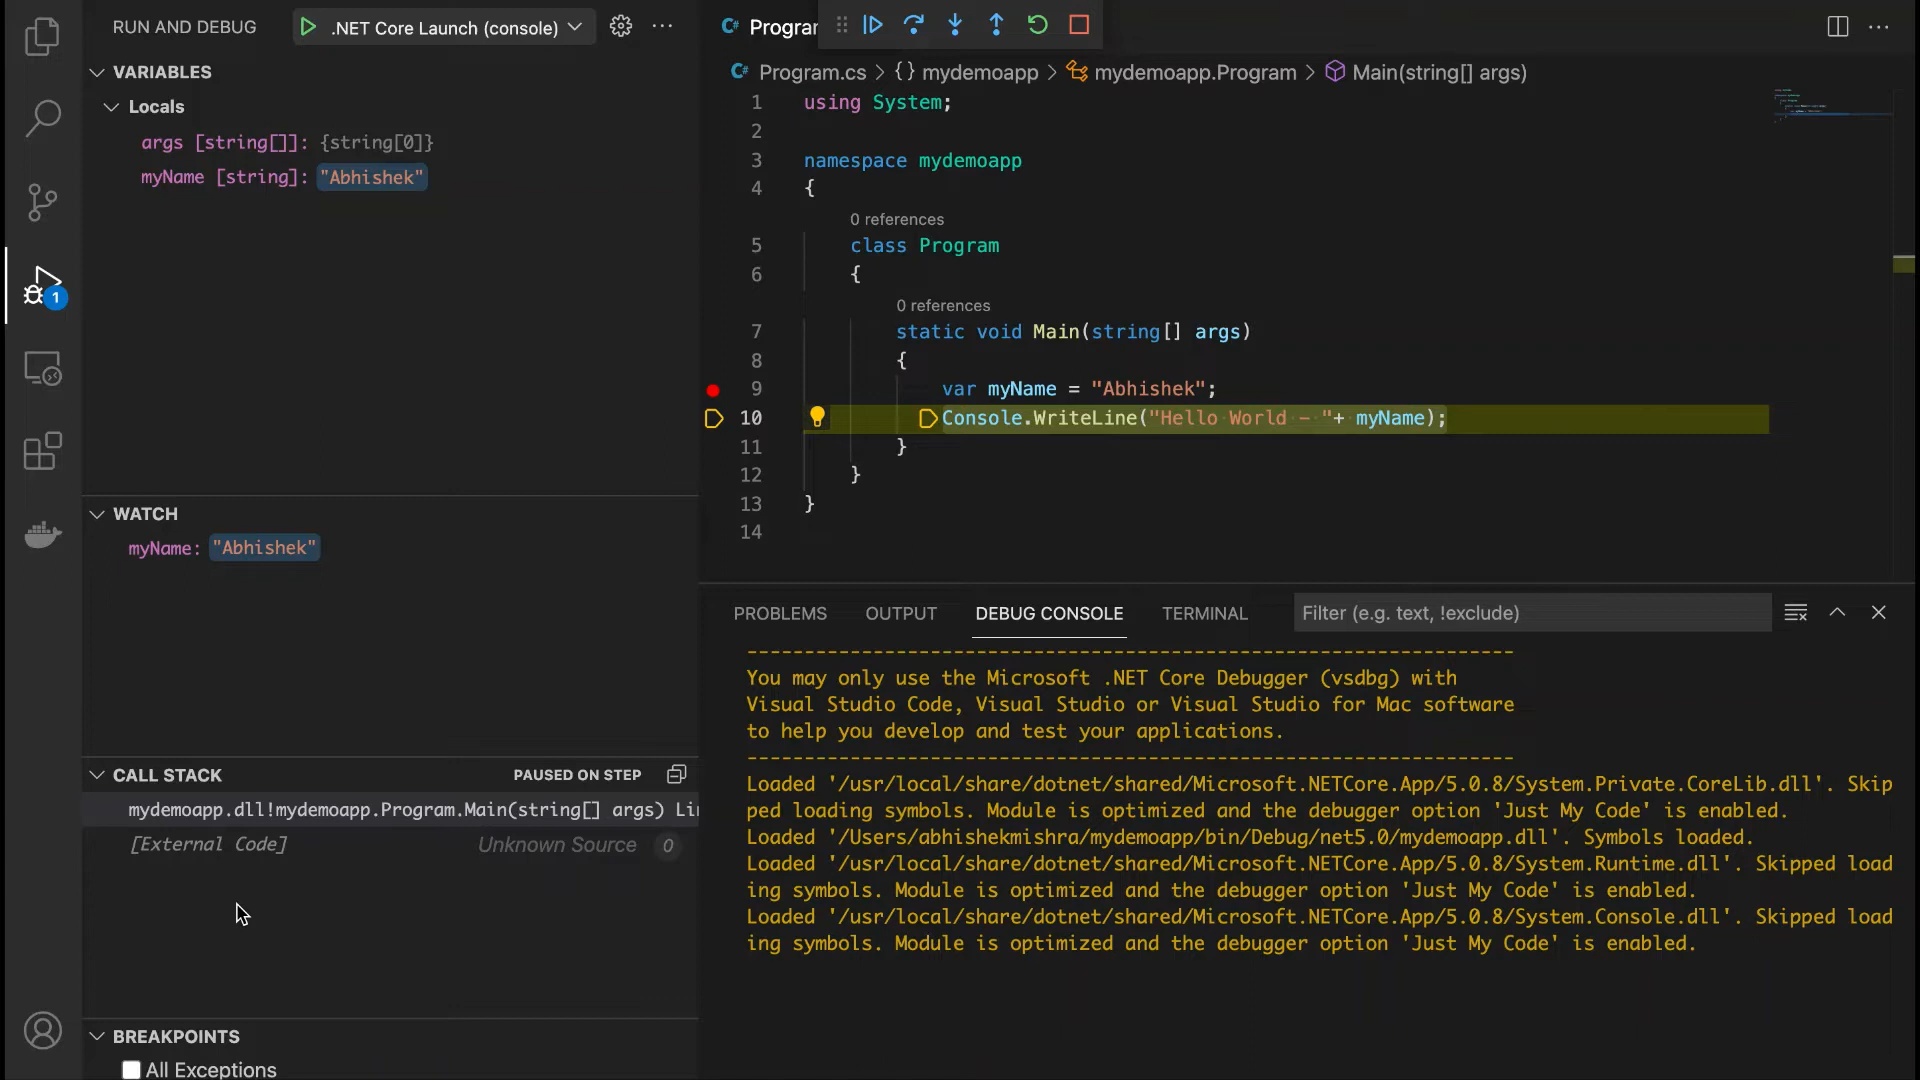 RUN AND DEBUG
.NET Core Launch (console)
VARIABLES
Locals
args [string[]]: {string[0]}
myName [string]: "Abhishek"
WATCH
myName: "Abhishek"
CALL STACK
PAUSED ON STEP
mydemoapp.dll!mydemoapp.Program.Main(string[] args) Li
[External Code]
Unknown Source
0
BREAKPOINTS
All Exceptions
1
C# Program
C# Program.cs > {} mydemoapp > mydemoapp.Program > Main(string[] args)
1 using System;
2
3 namespace mydemoapp
4 {
0 references
5 class Program
6 {
0 references
7 static void Main(string[] args)
8 {
9 var myName = "Abhishek";
10 Console.WriteLine("Hello World - "+ myName);
11 }
12 }
13 }
14
PROBLEMS
OUTPUT
DEBUG CONSOLE
TERMINAL
Filter (e.g. text, !exclude)
-------------------------------------------------------------------
You may only use the Microsoft .NET Core Debugger (vsdbg) with
Visual Studio Code, Visual Studio or Visual Studio for Mac software
to help you develop and test your applications.
-------------------------------------------------------------------
Loaded '/usr/local/share/dotnet/shared/Microsoft.NETCore.App/5.0.8/System.Private.CoreLib.dll'. Skip
ped loading symbols. Module is optimized and the debugger option 'Just My Code' is enabled.
Loaded '/Users/abhishekmishra/mydemoapp/bin/Debug/net5.0/mydemoapp.dll'. Symbols loaded.
Loaded '/usr/local/share/dotnet/shared/Microsoft.NETCore.App/5.0.8/System.Runtime.dll'. Skipped load
ing symbols. Module is optimized and the debugger option 'Just My Code' is enabled.
Loaded '/usr/local/share/dotnet/shared/Microsoft.NETCore.App/5.0.8/System.Console.dll'. Skipped load
ing symbols. Module is optimized and the debugger option 'Just My Code' is enabled.